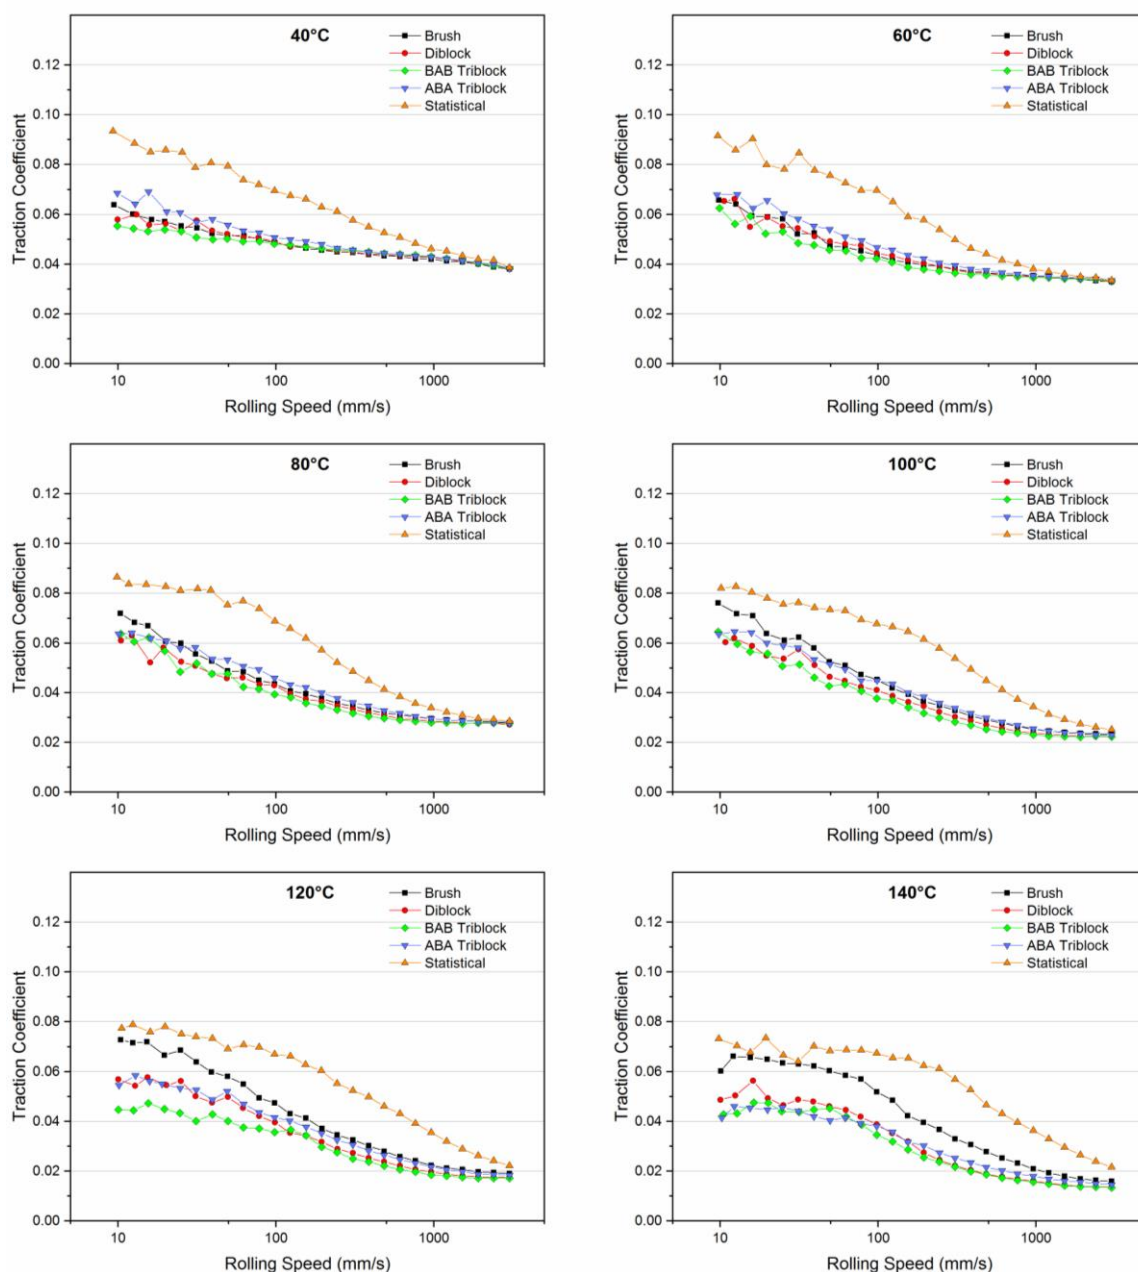 40°C
Brush
Diblock
BAB Triblock
ABA Triblock
Statistical
0.12
0.10
0.08
0.06
0.04
0.02
0.00
Traction Coefficient
10 100 1000
Rolling Speed (mm/s)
60°C
Brush
Diblock
BAB Triblock
ABA Triblock
Statistical
0.12
0.10
0.08
0.06
0.04
0.02
0.00
Traction Coefficient
10 100 1000
Rolling Speed (mm/s)
80°C
Brush
Diblock
BAB Triblock
ABA Triblock
Statistical
0.12
0.10
0.08
0.06
0.04
0.02
0.00
Traction Coefficient
10 100 1000
Rolling Speed (mm/s)
100°C
Brush
Diblock
BAB Triblock
ABA Triblock
Statistical
0.12
0.10
0.08
0.06
0.04
0.02
0.00
Traction Coefficient
10 100 1000
Rolling Speed (mm/s)
120°C
Brush
Diblock
BAB Triblock
ABA Triblock
Statistical
0.12
0.10
0.08
0.06
0.04
0.02
0.00
Traction Coefficient
10 100 1000
Rolling Speed (mm/s)
140°C
Brush
Diblock
BAB Triblock
ABA Triblock
Statistical
0.12
0.10
0.08
0.06
0.04
0.02
0.00
Traction Coefficient
10 100 1000
Rolling Speed (mm/s)